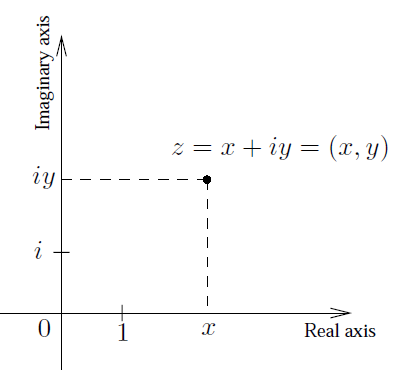 Imaginary axis
z = x + iy = (x, y)
iy
i
0
1
x
Real axis